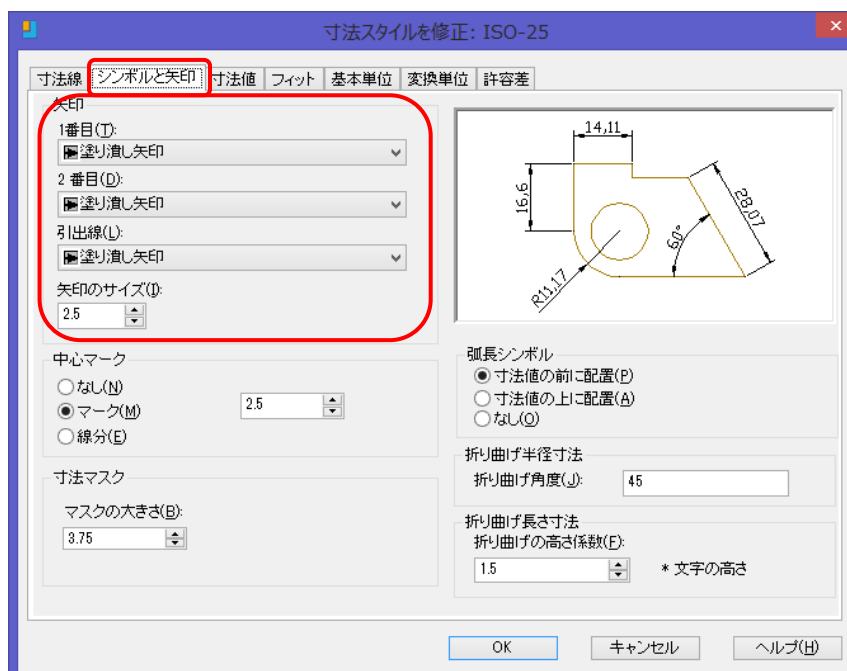 寸法スタイルを修正: ISO-25
寸法線 シンボルと矢印 寸法値 フィット 基本単位 変換単位 許容差
矢印
1番目(T):
塗り潰し矢印
2 番目(D):
塗り潰し矢印
引出線(L):
塗り潰し矢印
矢印のサイズ(I):
2.5
14,11
16,6
28,07
60°
R11,17
中心マーク
なし(N)
マーク(M)
2.5
線分(E)
弧長シンボル
寸法値の前に配置(P)
寸法値の上に配置(A)
なし(O)
寸法マスク
マスクの大きさ(B):
3.75
折り曲げ半径寸法
折り曲げ角度(J):
45
折り曲げ長さ寸法
折り曲げの高さ係数(F):
1.5
* 文字の高さ
OK
キャンセル
ヘルプ(H)